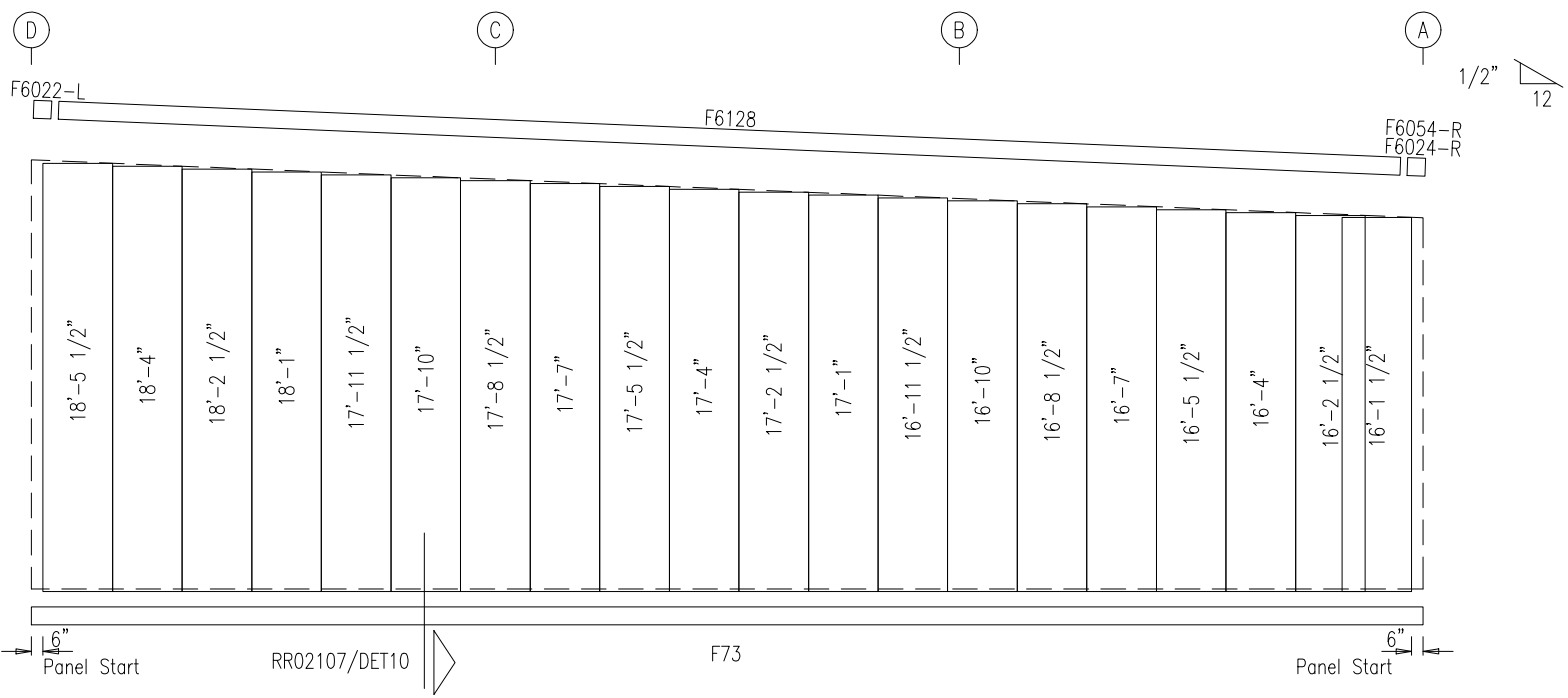 D
C
B
A
1/2"
12
F6022-L
F6128
F6054-R
F6024-R
18'-5 1/2"
18'-4"
18'-2 1/2"
18'-1"
17'-11 1/2"
17'-10"
17'-8 1/2"
17'-7"
17'-5 1/2"
17'-4"
17'-2 1/2"
17'-1"
16'-11 1/2"
16'-10"
16'-8 1/2"
16'-7"
16'-5 1/2"
16'-4"
16'-2 1/2"
16'-1 1/2"
6"
Panel Start
RR02107/DET10
F73
6"
Panel Start